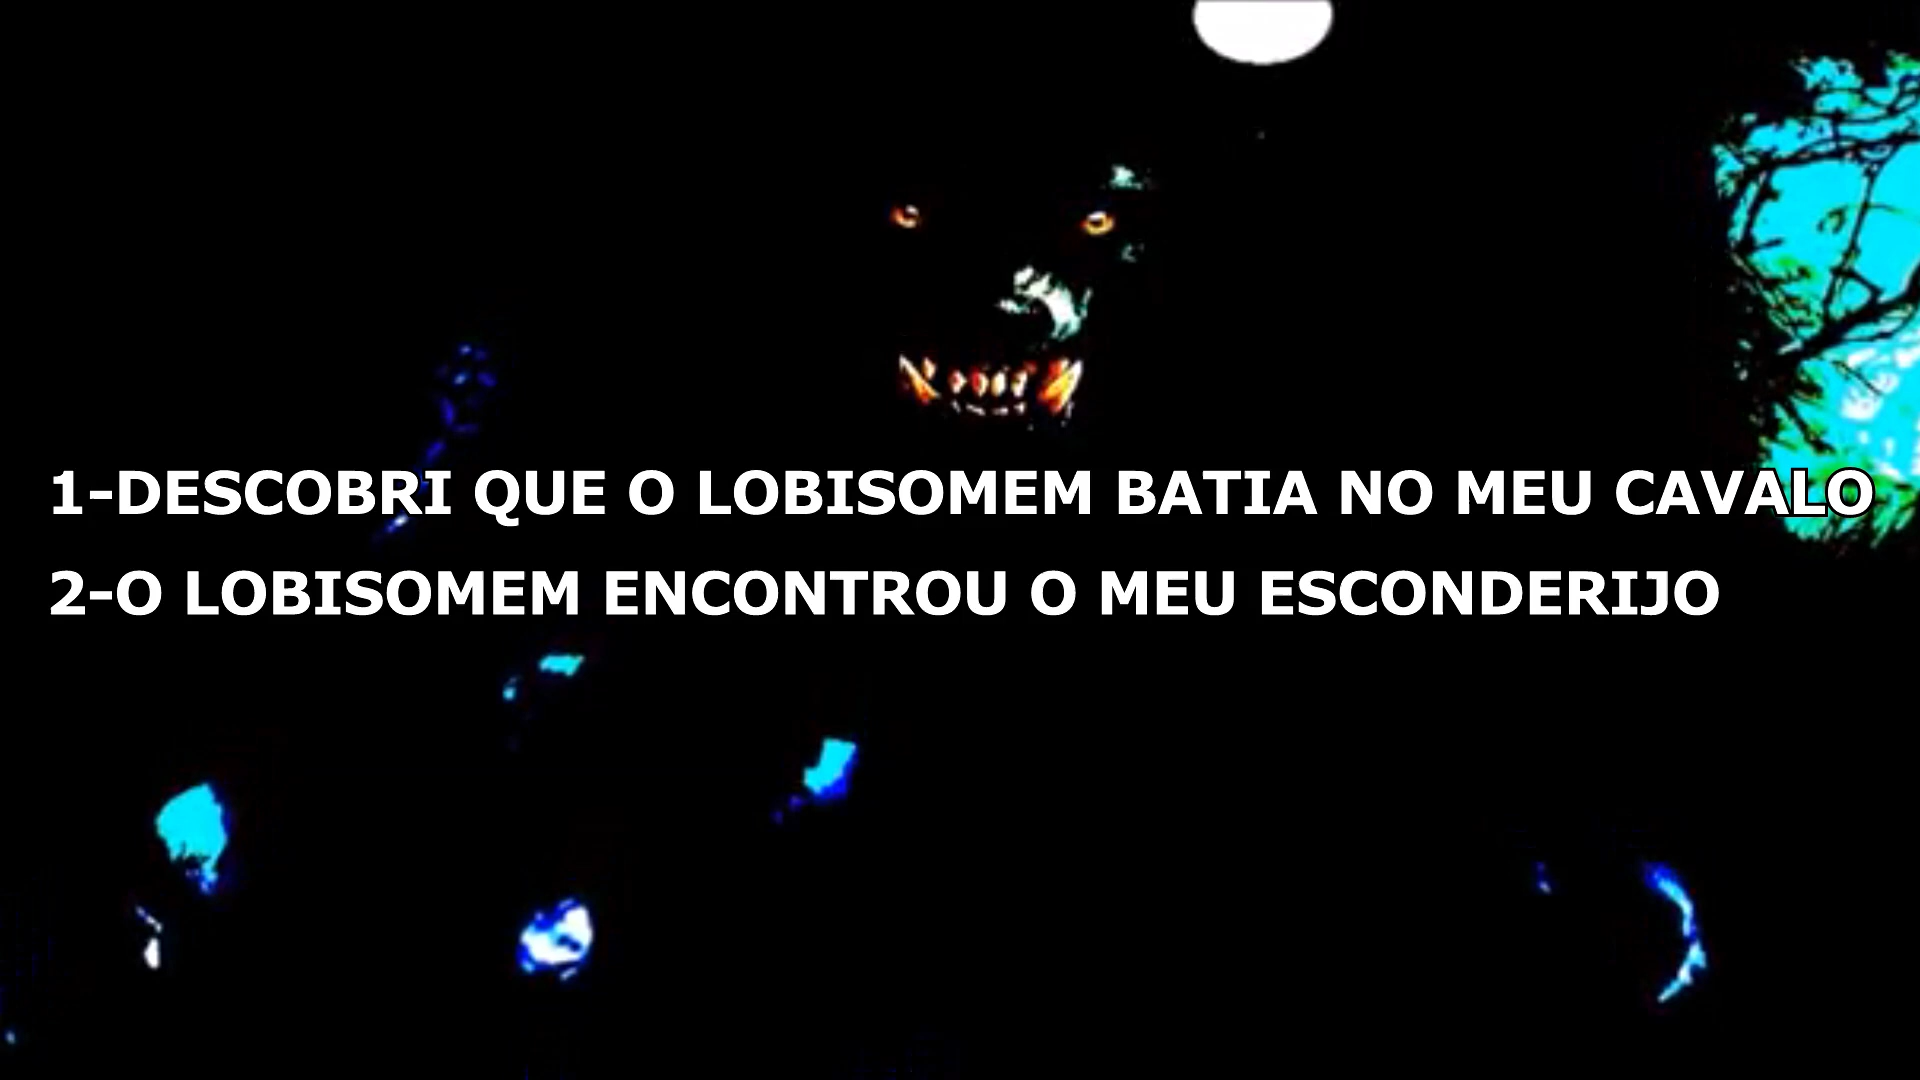 1-DESCOBRI QUE O LOBISOMEM BATIA NO MEU CAVALO
2-O LOBISOMEM ENCONTROU O MEU ESCONDERIJO